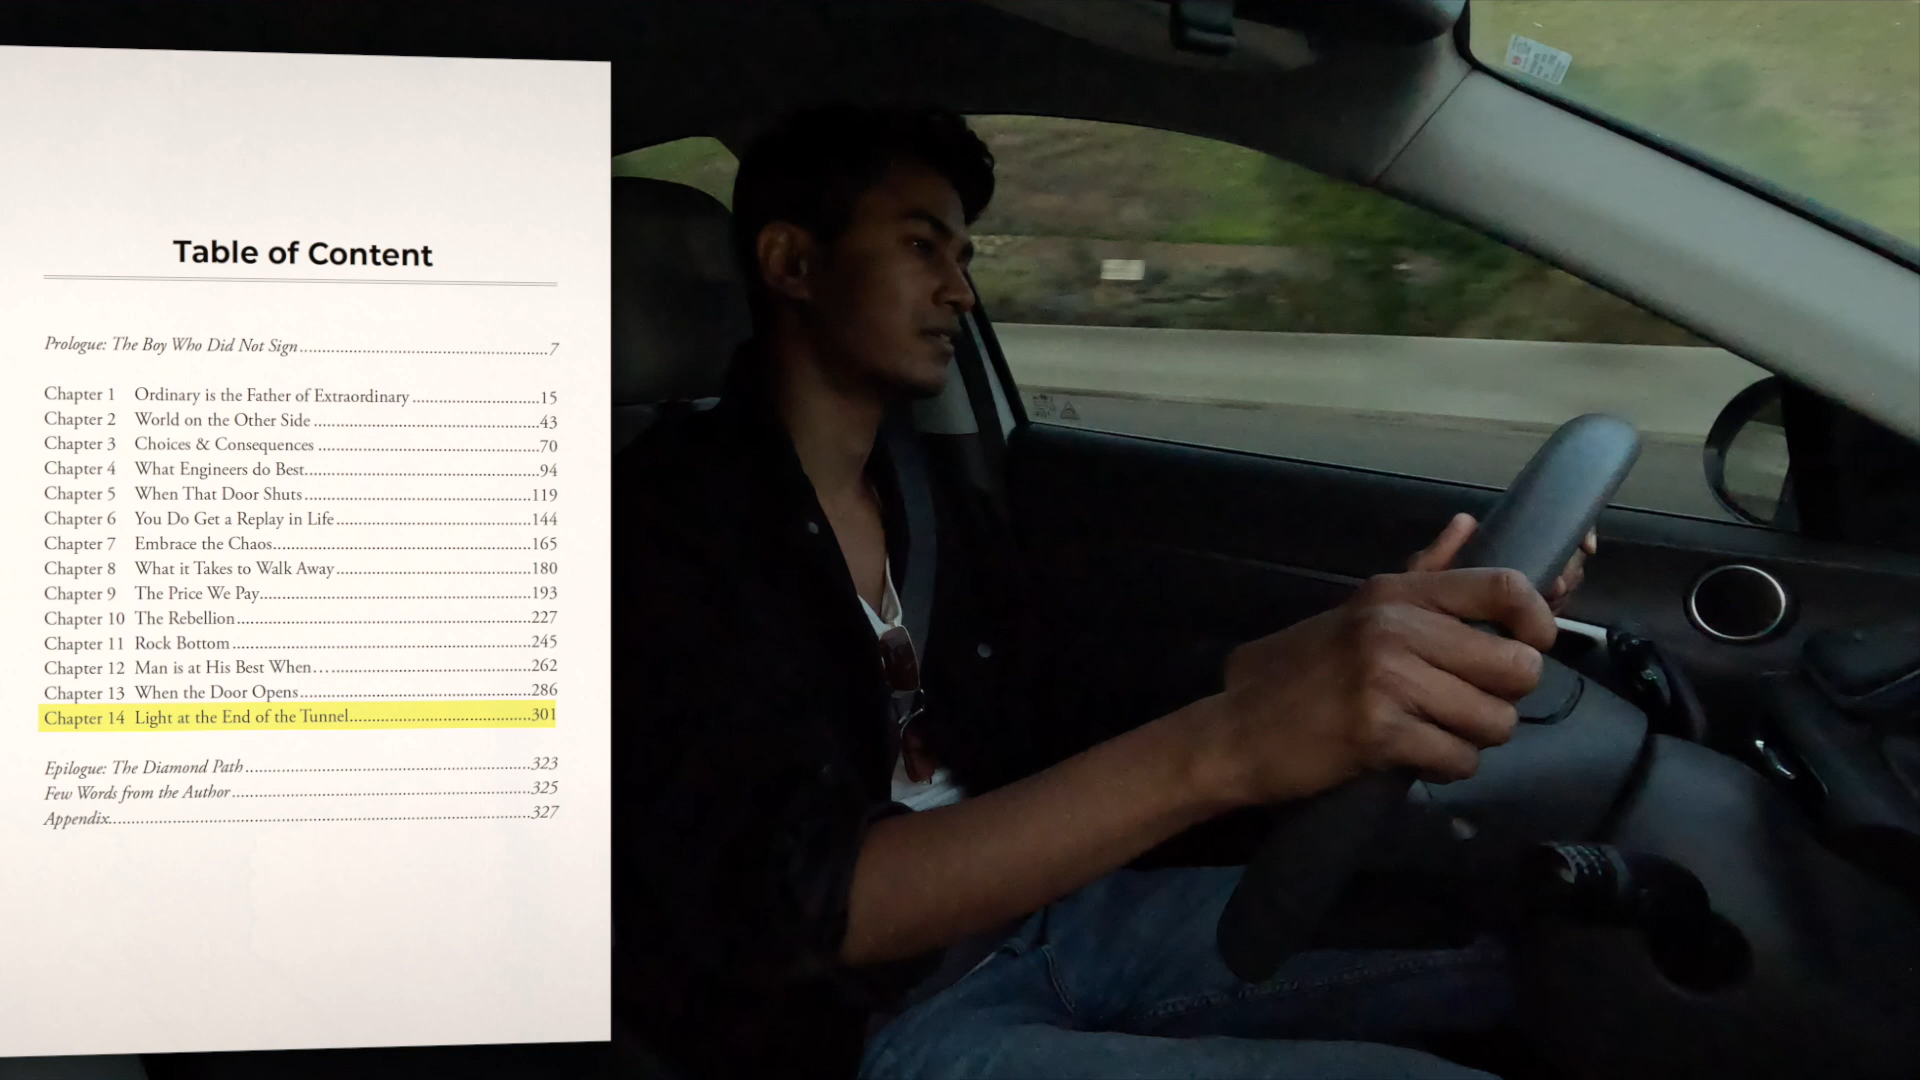 Table of Content
Prologue: The Boy Who Did Not Sign 7
Chapter 1 Ordinary is the Father of Extraordinary 15
Chapter 2 World on the Other Side 43
Chapter 3 Choices & Consequences 70
Chapter 4 What Engineers do Best 94
Chapter 5 When That Door Shuts 119
Chapter 6 You Do Get a Replay in Life 144
Chapter 7 Embrace the Chaos 165
Chapter 8 What it Takes to Walk Away 180
Chapter 9 The Price We Pay 193
Chapter 10 The Rebellion 227
Chapter 11 Rock Bottom 245
Chapter 12 Man is at His Best When... 262
Chapter 13 When the Door Opens 286
Chapter 14 Light at the End of the Tunnel 301
Epilogue: The Diamond Path 323
Few Words from the Author 325
Appendix 327